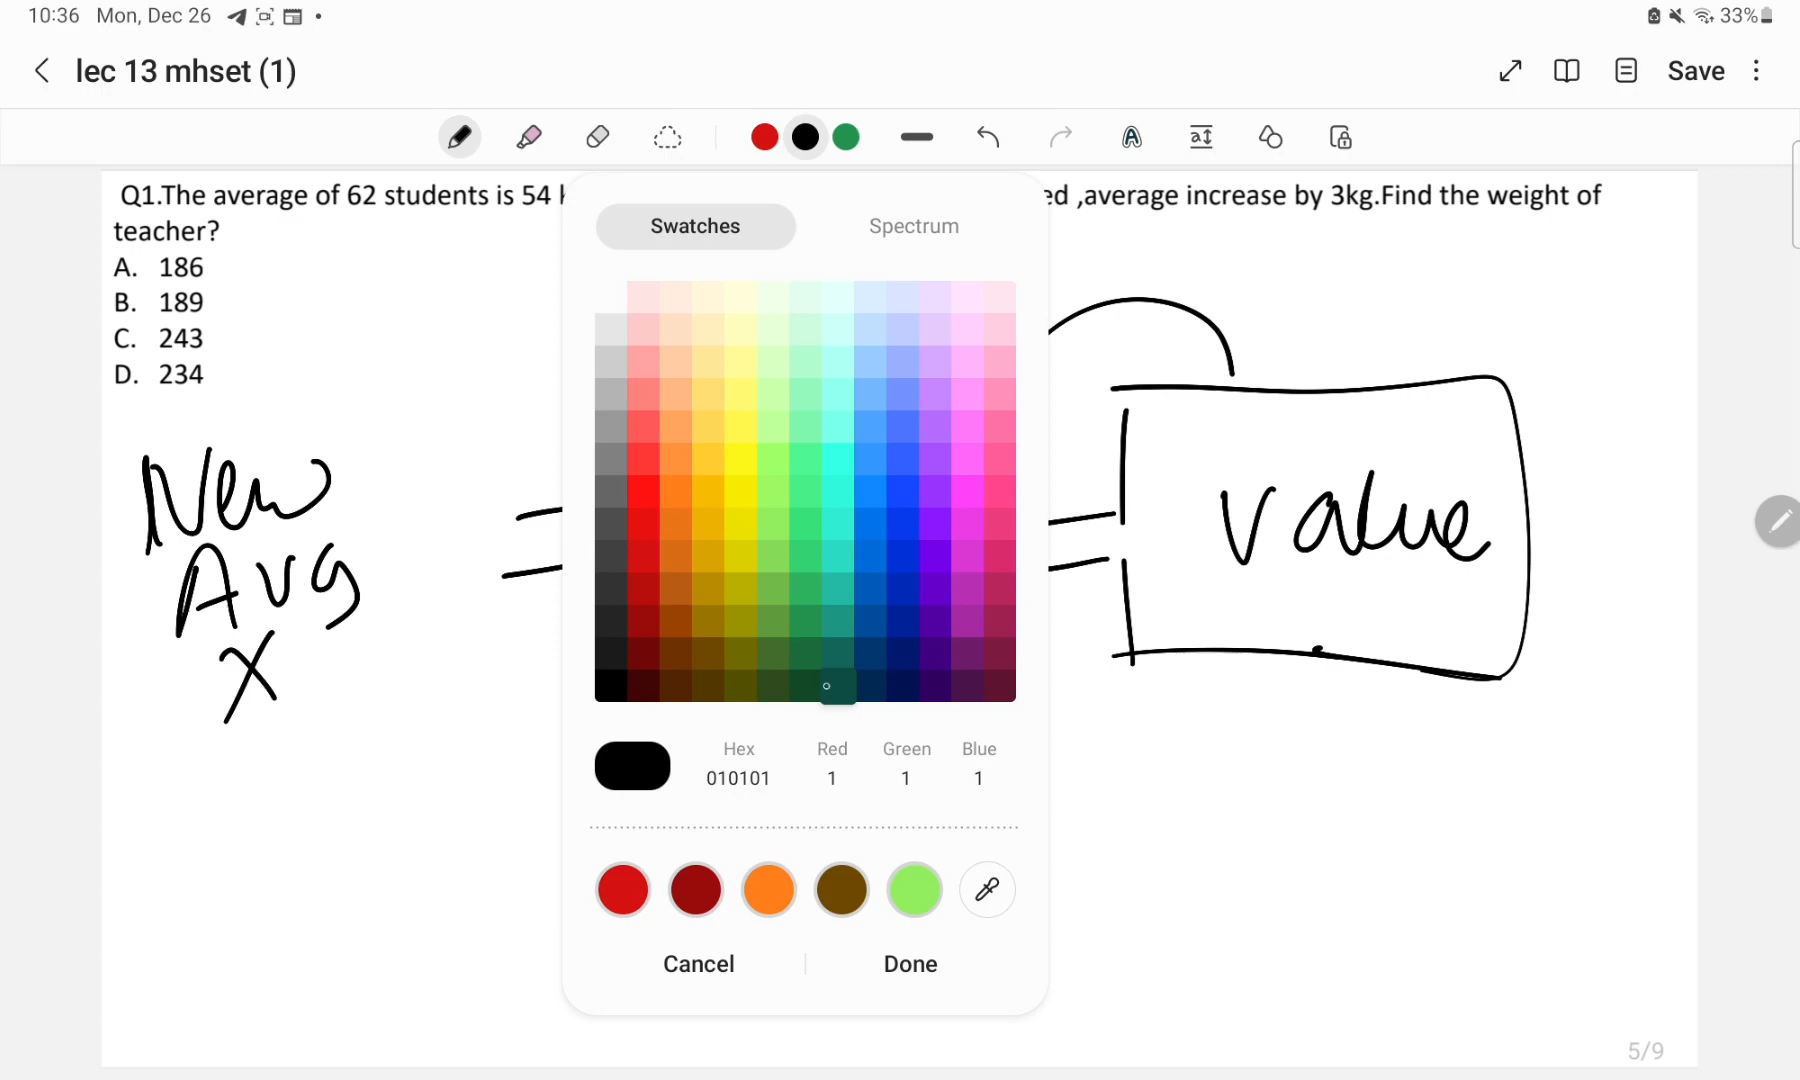 10:36 Mon, Dec 26
33%
lec 13 mhset (1)
Save
Q1.The average of 62 students is 54
ed ,average increase by 3kg.Find the weight of
teacher?
A. 186
B. 189
C. 243
D. 234
Swatches Spectrum
New
Avg
X
=
=
value
Hex Red Green Blue
010101 1 1 1
Cancel Done
5/9